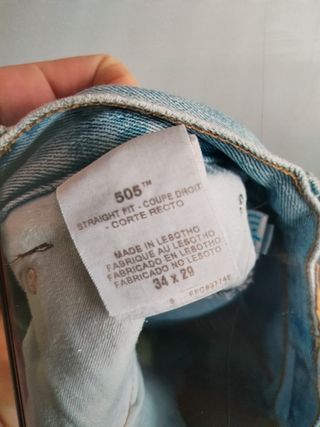 505™
STRAIGHT FIT - COUPE DROIT
- CORTE RECTO
MADE IN LESOTHO
FABRIQUE AU LESOTHO
FABRICADO EN LESOTHO
FABRICADO NO LESOTO
34 x 29